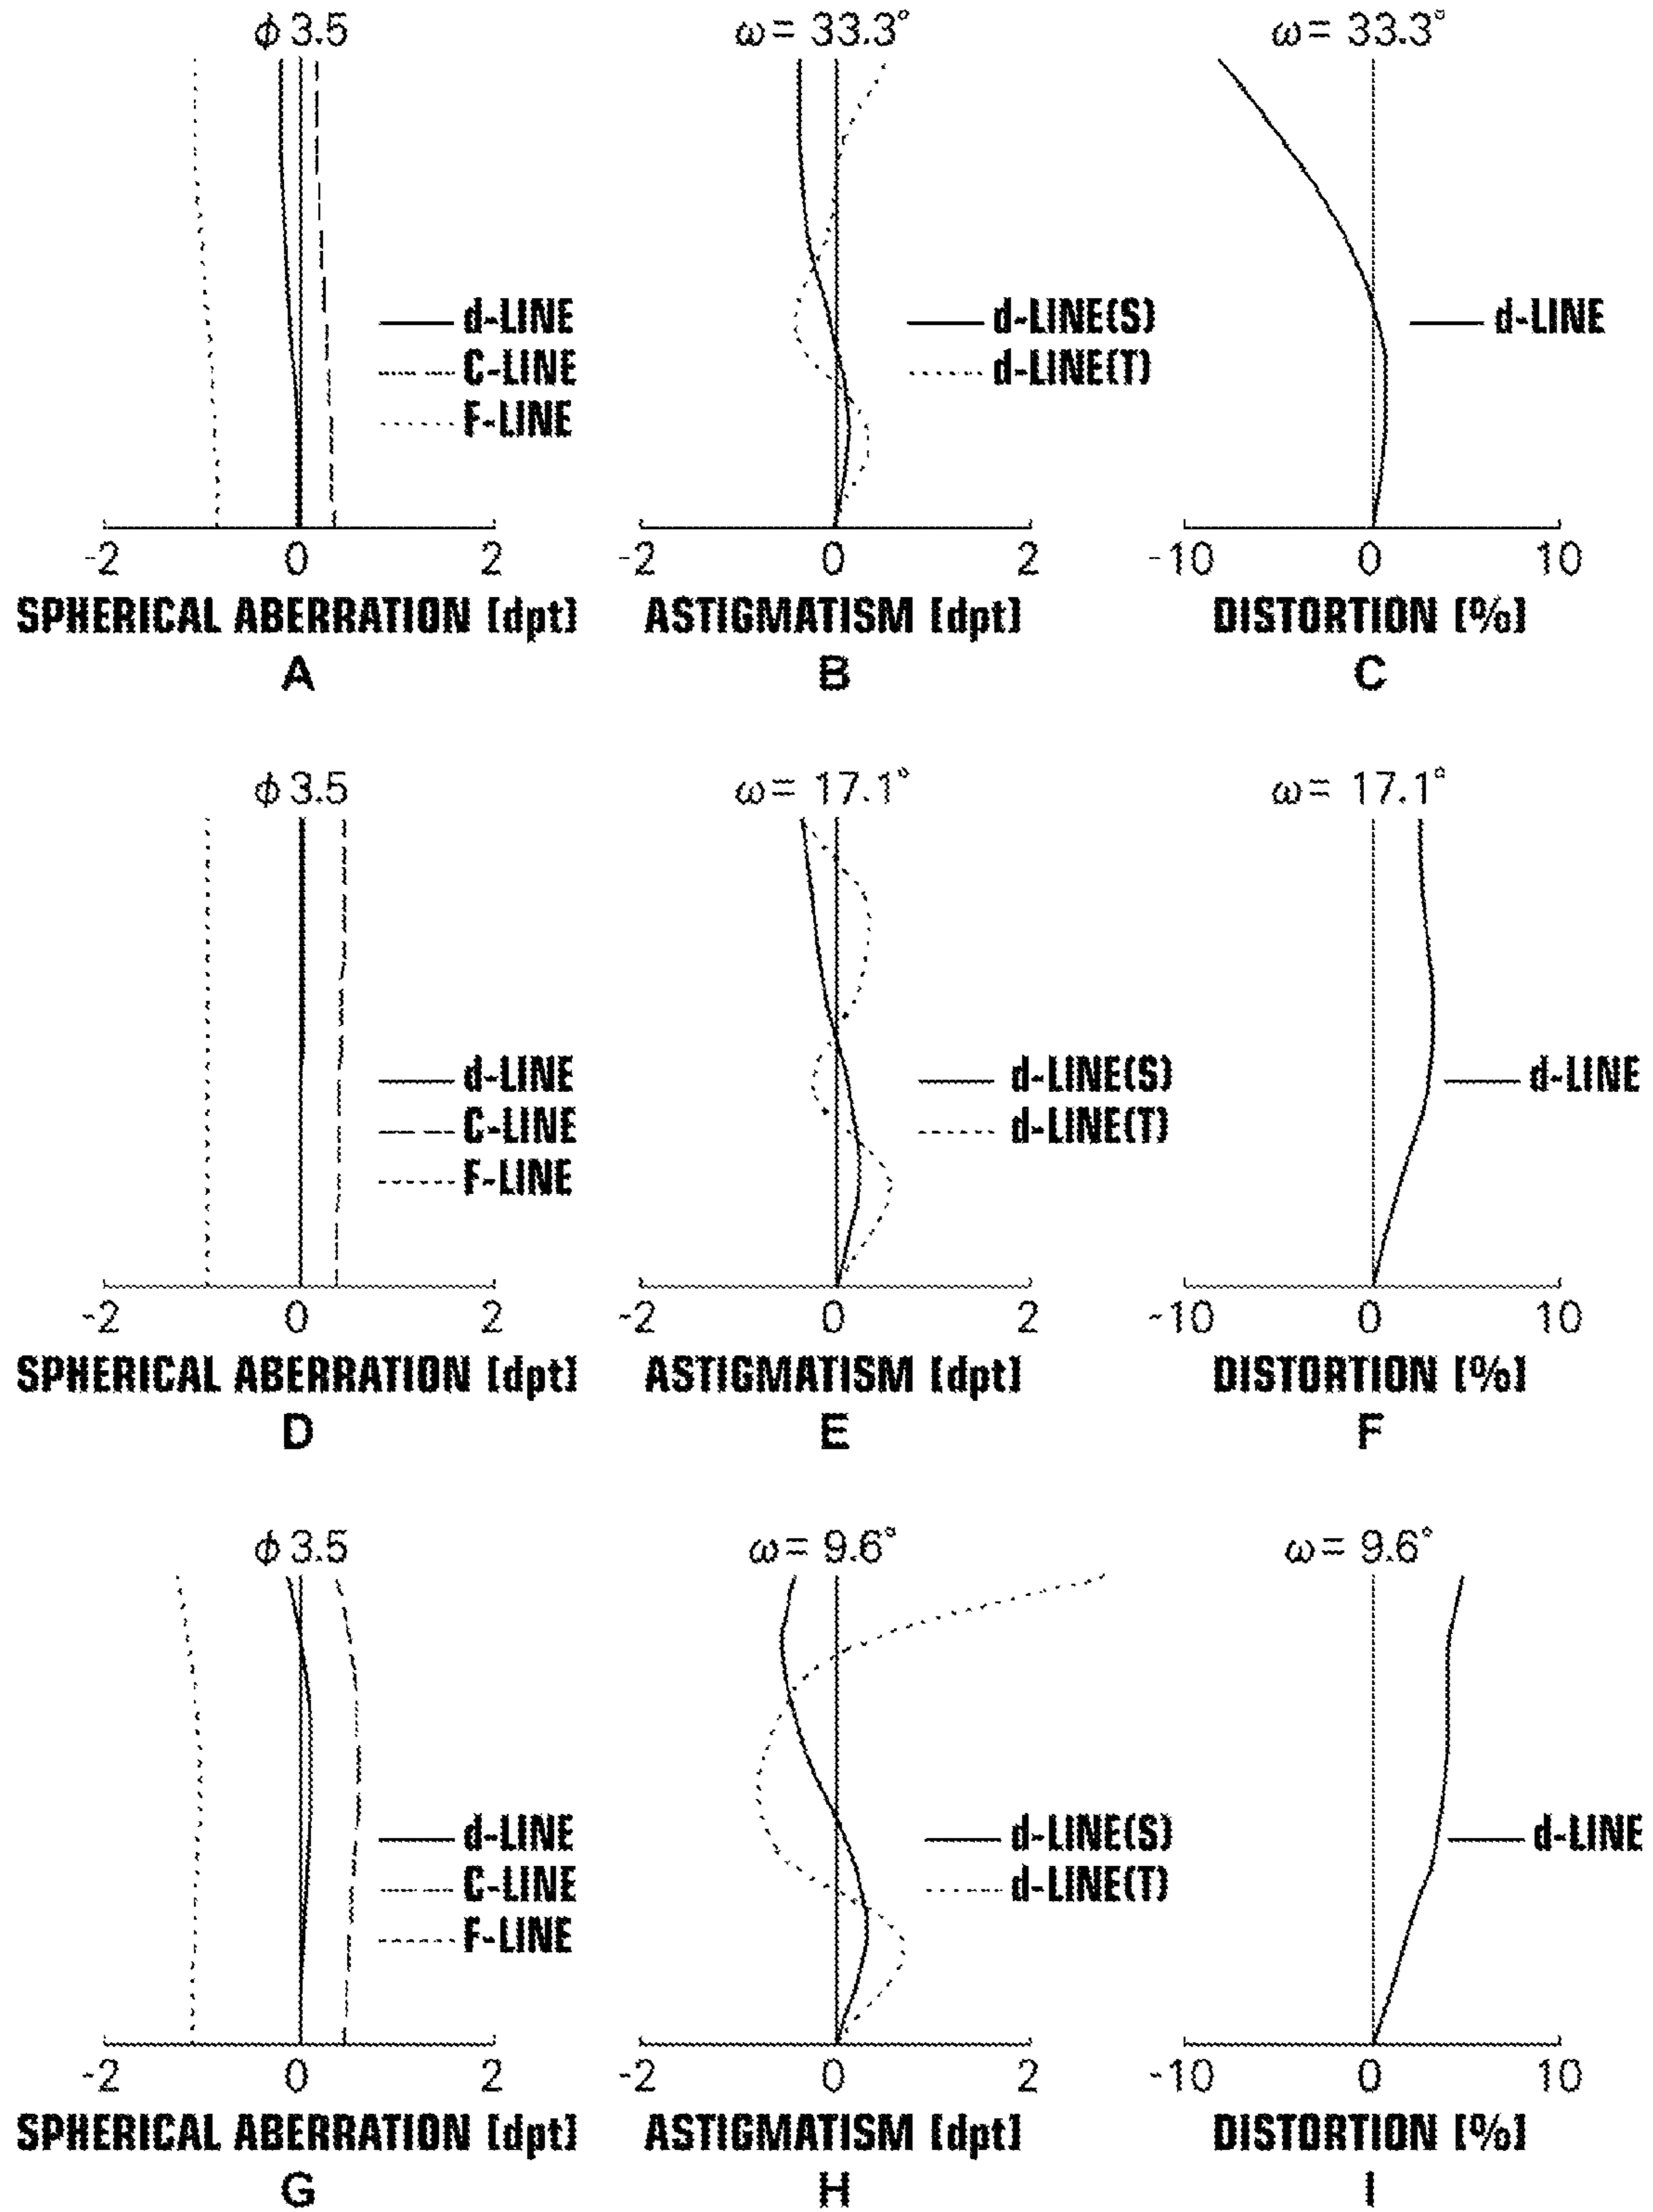 ϕ 3.5
ω = 33.3°
ω = 33.3°
d-LINE
C-LINE
F-LINE
d-LINE(S)
d-LINE(T)
d-LINE
-2 0 2
-2 0 2
-10 0 10
SPHERICAL ABERRATION [dpt]
ASTIGMATISM [dpt]
DISTORTION [%]
A
B
C
ϕ 3.5
ω = 17.1°
ω = 17.1°
d-LINE
C-LINE
F-LINE
d-LINE(S)
d-LINE(T)
d-LINE
-2 0 2
-2 0 2
-10 0 10
SPHERICAL ABERRATION [dpt]
ASTIGMATISM [dpt]
DISTORTION [%]
D
E
F
ϕ 3.5
ω = 9.6°
ω = 9.6°
d-LINE
C-LINE
F-LINE
d-LINE(S)
d-LINE(T)
d-LINE
-2 0 2
-2 0 2
-10 0 10
SPHERICAL ABERRATION [dpt]
ASTIGMATISM [dpt]
DISTORTION [%]
G
H
I